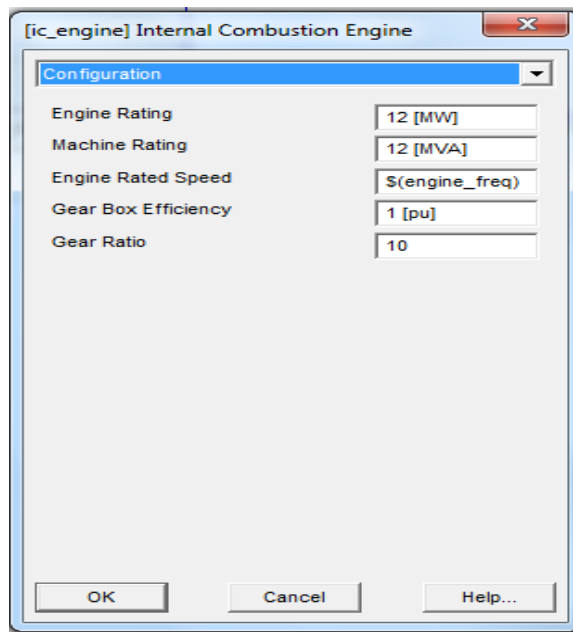 [ic_engine] Internal Combustion Engine
Configuration
Engine Rating 12 [MW]
Machine Rating 12 [MVA]
Engine Rated Speed $(engine_freq)
Gear Box Efficiency 1 [pu]
Gear Ratio 10
OK Cancel Help...